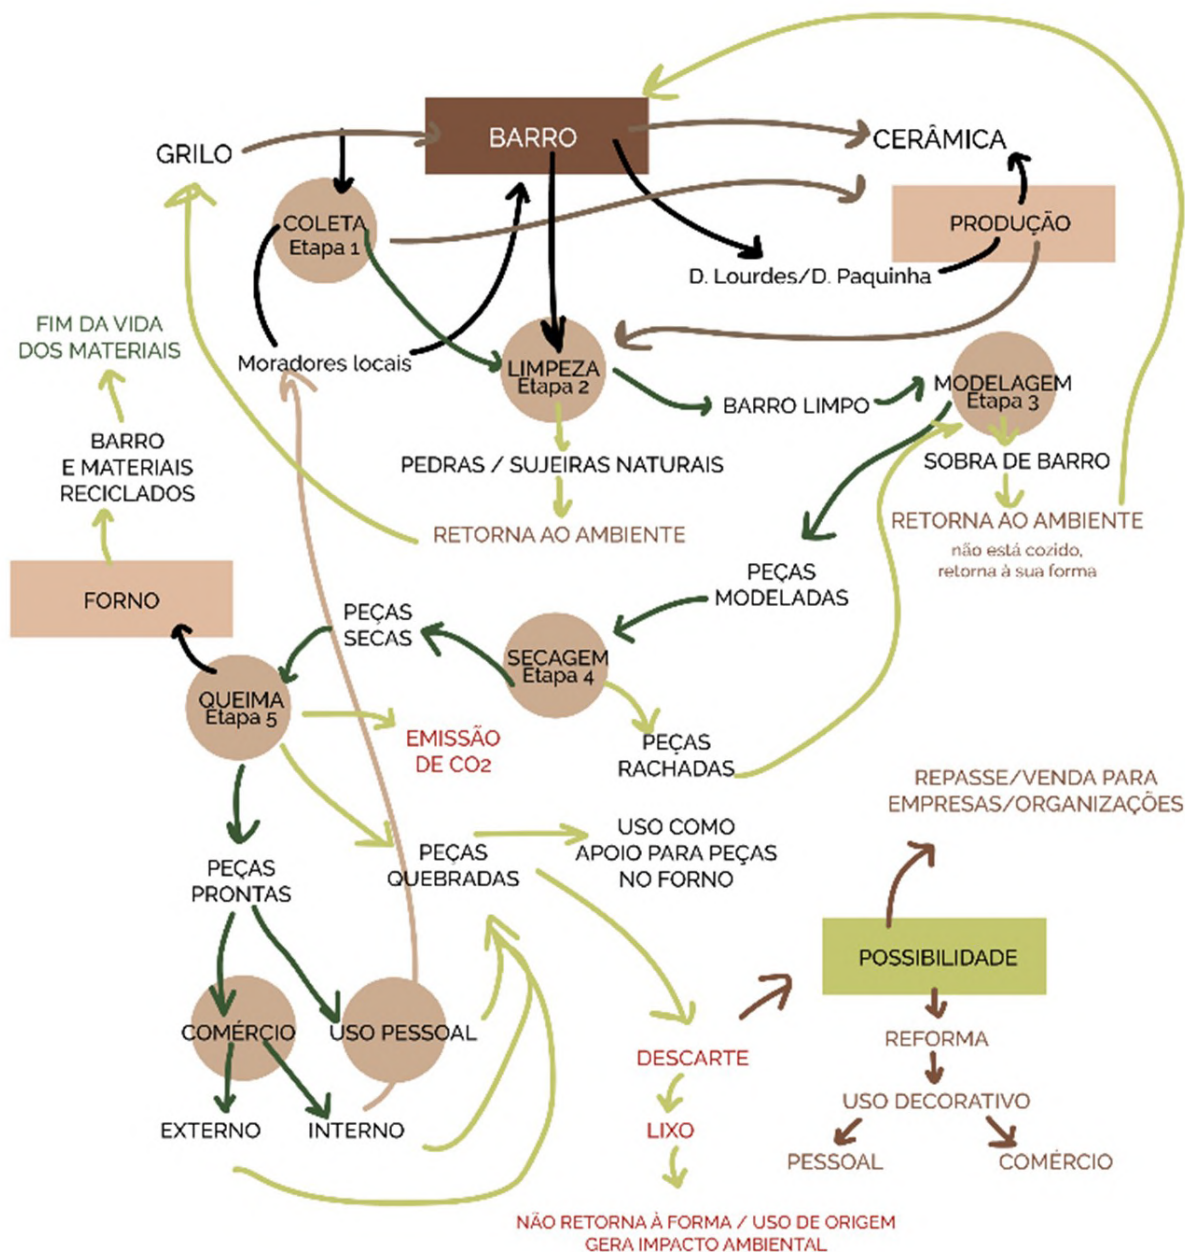 GRILO
BARRO
CERÂMICA
COLETA
Etapa 1
PRODUÇÃO
D. Lourdes/D. Paquinha
FIM DA VIDA
DOS MATERIAIS
Moradores locais
LIMPEZA
Etapa 2
BARRO LIMPO
MODELAGEM
Etapa 3
BARRO
E MATERIAIS
RECICLADOS
PEDRAS / SUJEIRAS NATURAIS
SOBRA DE BARRO
RETORNA AO AMBIENTE
RETORNA AO AMBIENTE
não está cozido,
retorna à sua forma
FORNO
PEÇAS
SECAS
PEÇAS
MODELADAS
SECAGEM
Etapa 4
QUEIMA
Etapa 5
EMISSÃO
DE CO2
PEÇAS
RACHADAS
REPASSE/VENDA PARA
EMPRESAS/ORGANIZAÇÕES
PEÇAS
PRONTAS
PEÇAS
QUEBRADAS
USO COMO
APOIO PARA PEÇAS
NO FORNO
POSSIBILIDADE
COMÉRCIO
USO PESSOAL
DESCARTE
REFORMA
EXTERNO
INTERNO
LIXO
USO DECORATIVO
PESSOAL
COMÉRCIO
NÃO RETORNA À FORMA / USO DE ORIGEM
GERA IMPACTO AMBIENTAL